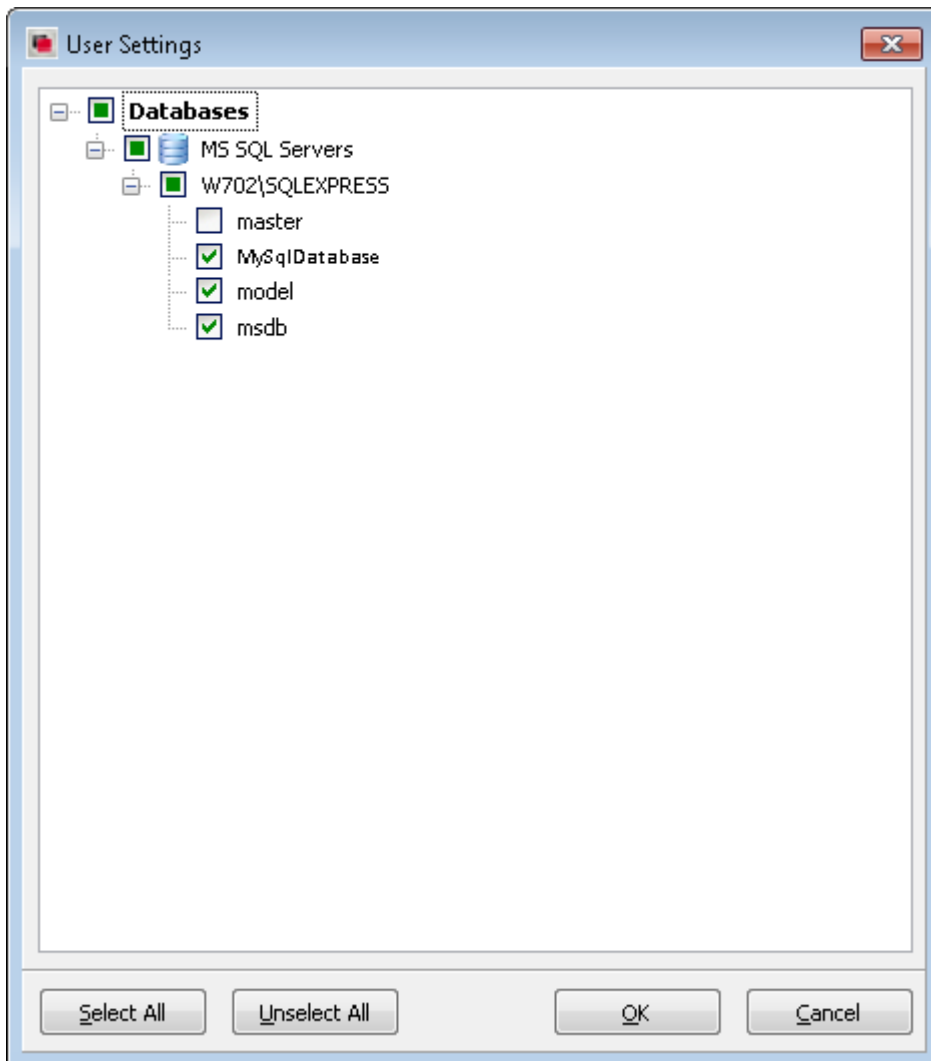 User Settings
Databases
MS SQL Servers
W702\SQLEXPRESS
master
MySqlDatabase
model
msdb
Select All
Unselect All
OK
Cancel